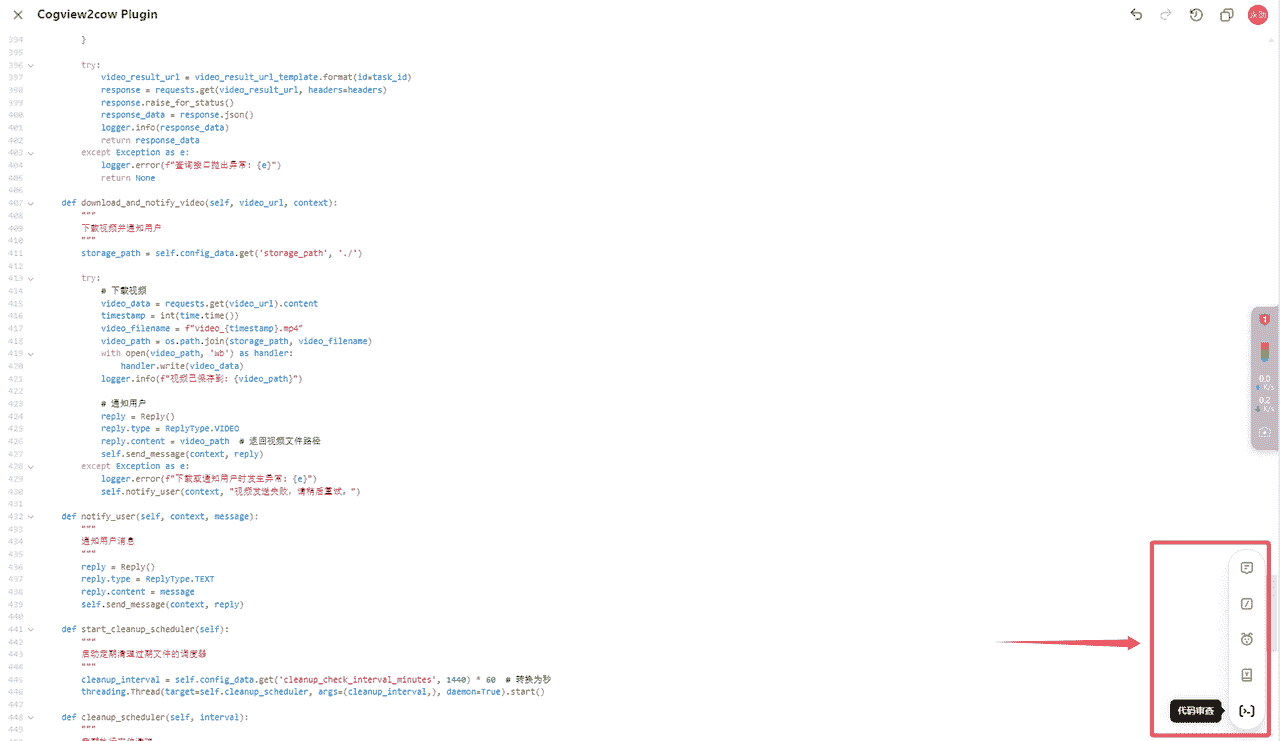 Cogview2cow Plugin
394 }
395
396 try:
397 video_result_url = video_result_url_template.format(id=task_id)
398 response = requests.get(video_result_url, headers=headers)
399 response.raise_for_status()
400 response_data = response.json()
401 logger.info(response_data)
402 return response_data
403 except Exception as e:
404 logger.error(f"查询接口抛出异常: {e}")
405 return None
406
407 def download_and_notify_video(self, video_url, context):
408 """
409 下载视频并通知用户
410 """
411 storage_path = self.config_data.get('storage_path', './')
412
413 try:
414 # 下载视频
415 video_data = requests.get(video_url).content
416 timestamp = int(time.time())
417 video_filename = f"video_{timestamp}.mp4"
418 video_path = os.path.join(storage_path, video_filename)
419 with open(video_path, 'wb') as handler:
420 handler.write(video_data)
421 logger.info(f"视频已保存到: {video_path}")
422
423 # 通知用户
424 reply = Reply()
425 reply.type = ReplyType.VIDEO
426 reply.content = video_path # 返回视频文件路径
427 self.send_message(context, reply)
428 except Exception as e:
429 logger.error(f"下载或通知用户时发生异常: {e}")
430 self.notify_user(context, "视频发送失败，请稍后重试。")
431
432 def notify_user(self, context, message):
433 """
434 通知用户消息
435 """
436 reply = Reply()
437 reply.type = ReplyType.TEXT
438 reply.content = message
439 self.send_message(context, reply)
440
441 def start_cleanup_scheduler(self):
442 """
443 启动定期清理过期文件的调度器
444 """
445 cleanup_interval = self.config_data.get('cleanup_check_interval_minutes', 1440) * 60 # 转换为秒
446 threading.Thread(target=self.cleanup_scheduler, args=(cleanup_interval,), daemon=True).start()
447
448 def cleanup_scheduler(self, interval):
449 """
1
0.0
K/s
0.2
K/s
代码审查